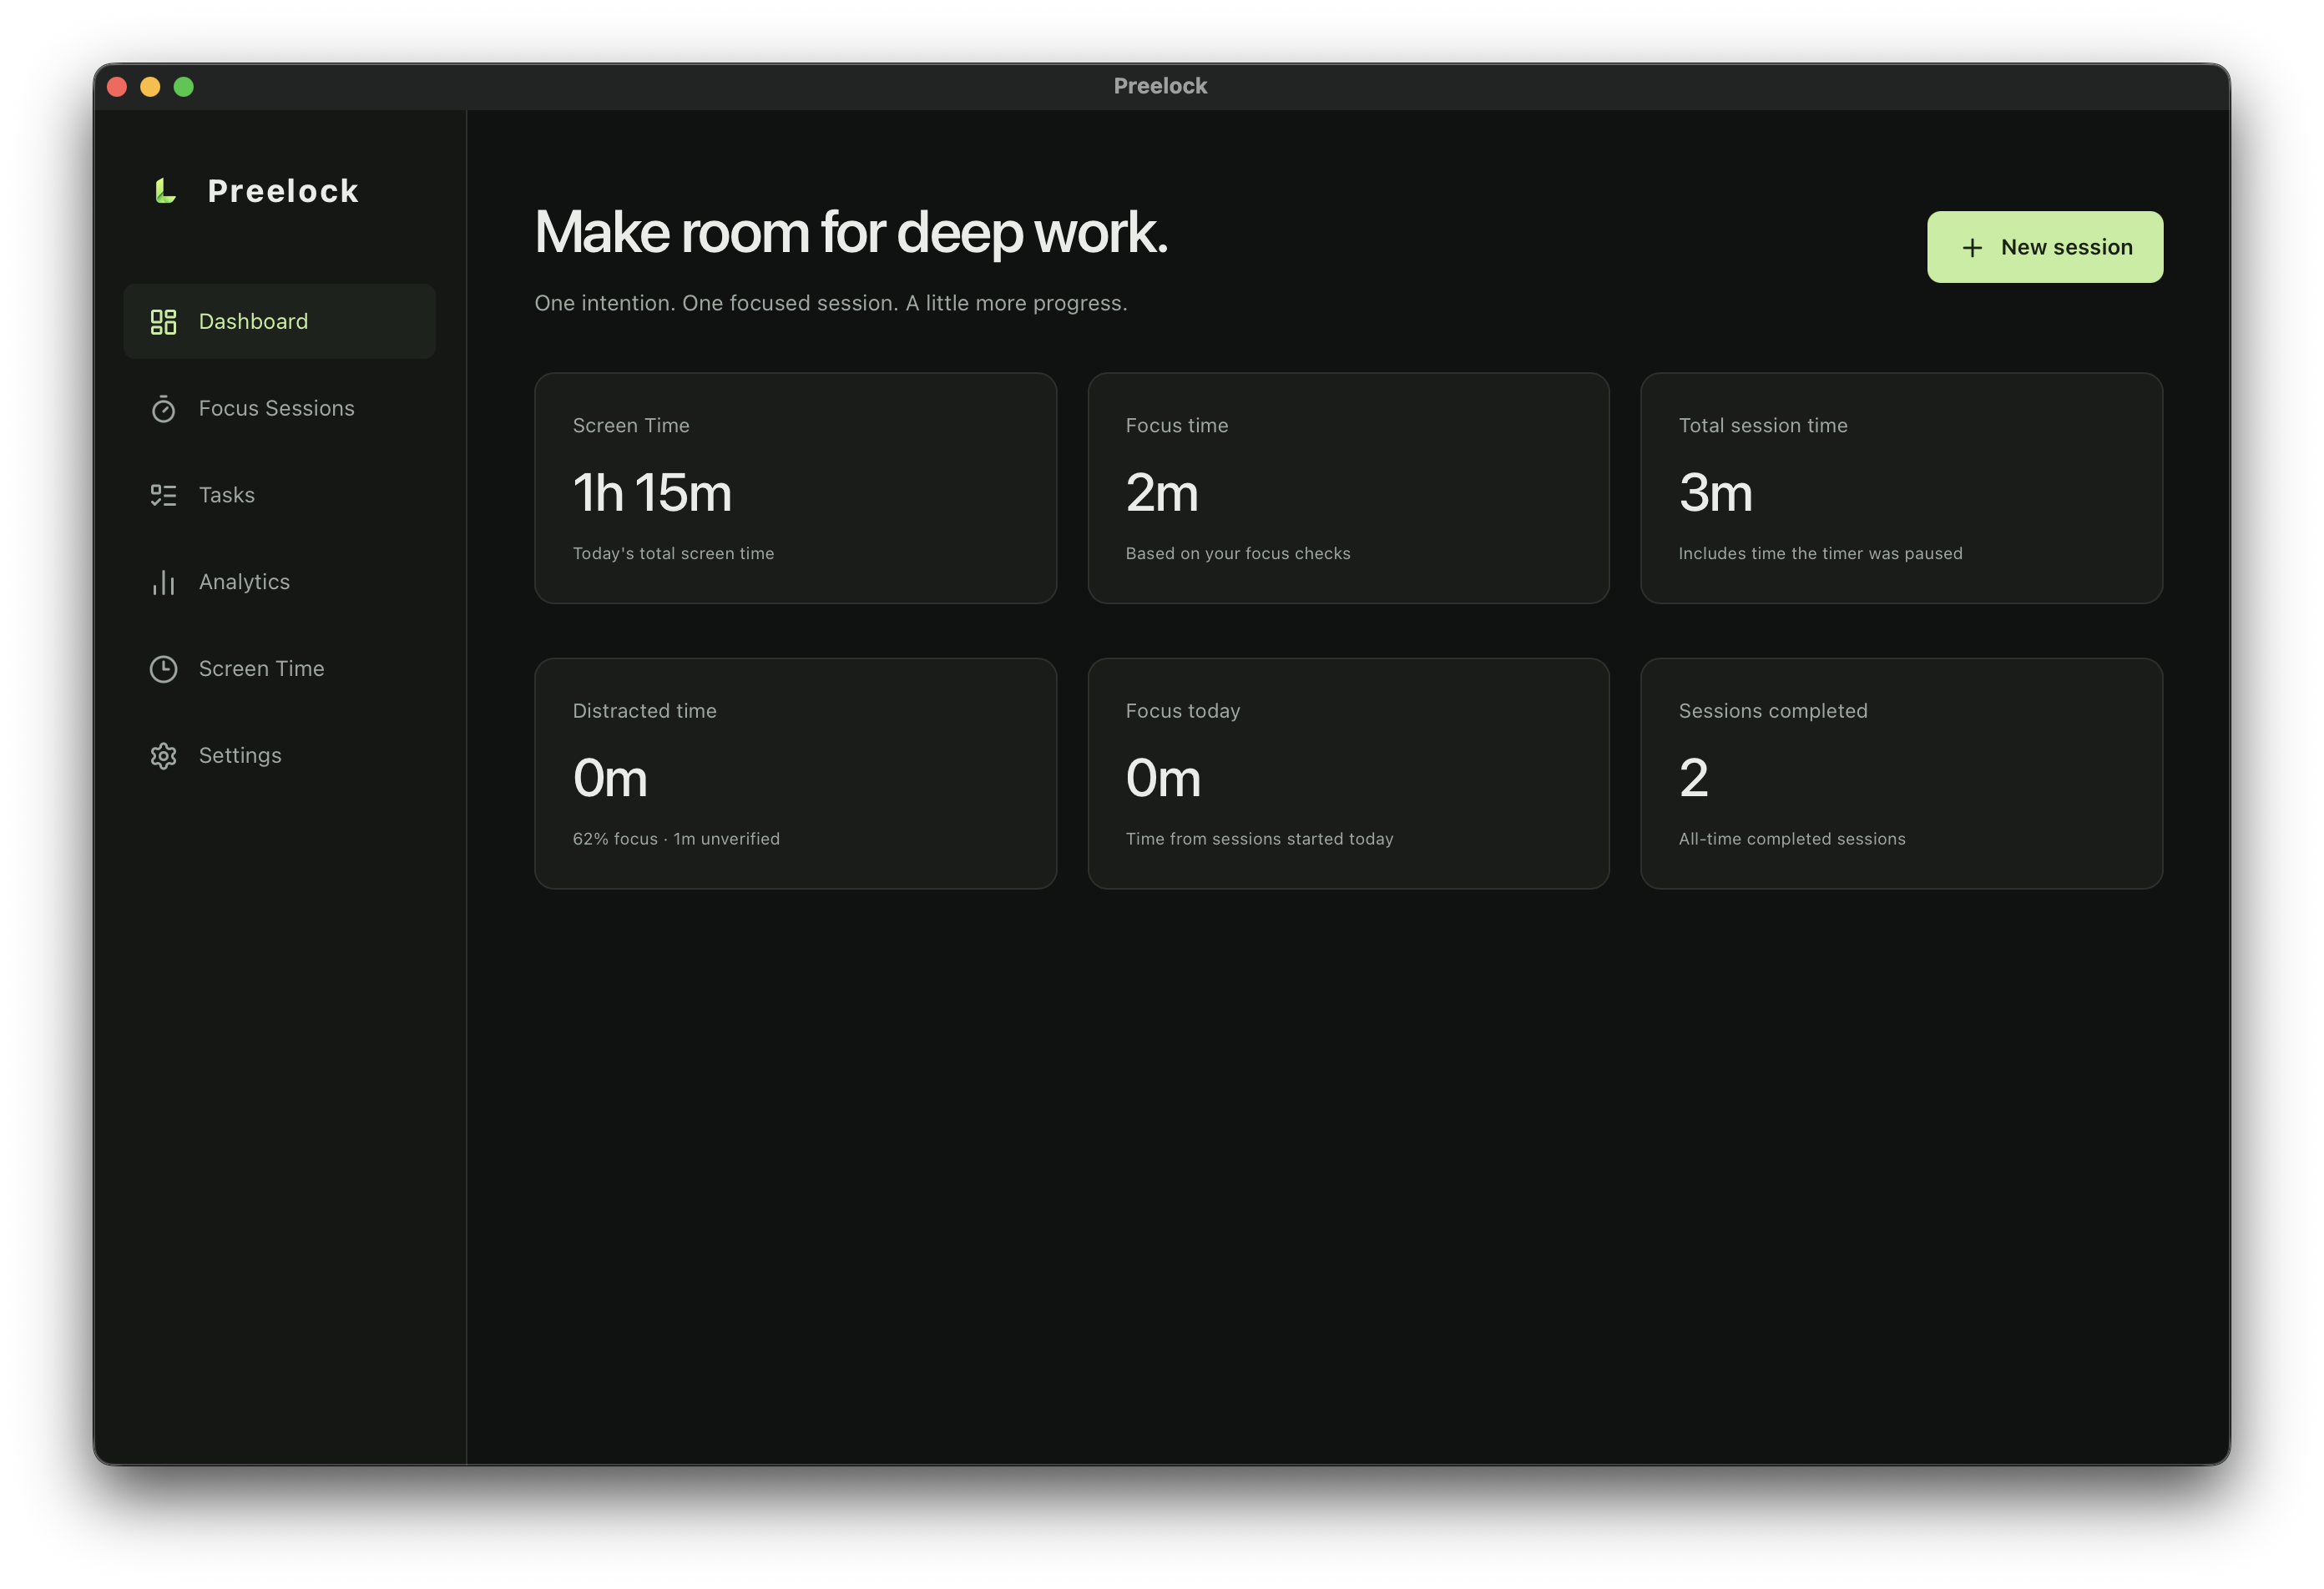 Preelock
Preelock
Dashboard
Focus Sessions
Tasks
Analytics
Screen Time
Settings
Make room for deep work.
One intention. One focused session. A little more progress.
New session
Screen Time
1h 15m
Today's total screen time
Focus time
2m
Based on your focus checks
Total session time
3m
Includes time the timer was paused
Distracted time
0m
62% focus · 1m unverified
Focus today
0m
Time from sessions started today
Sessions completed
2
All-time completed sessions